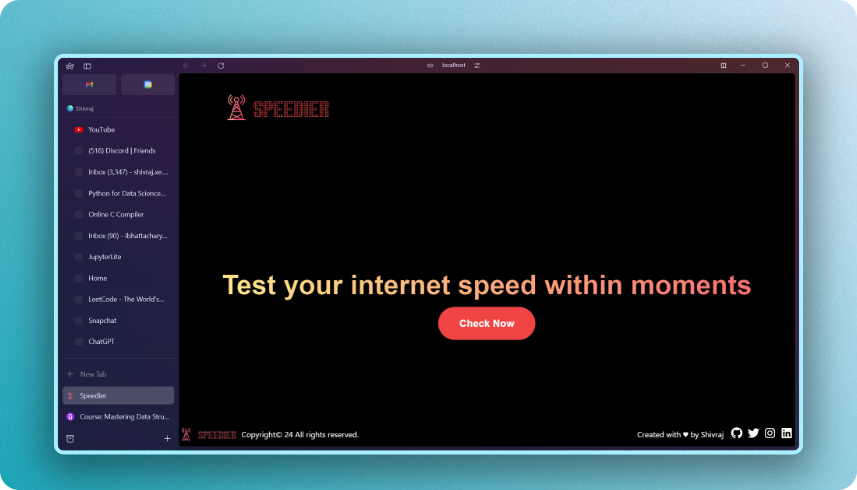 localhost
Shivraj
YouTube
(516) Discord | Friends
Inbox (3,347) - shivraj.xe...
Python for Data Science...
Online C Compiler
Inbox (90) - ibhattachary...
JupyterLite
Home
LeetCode - The World's...
Snapchat
ChatGPT
New Tab
Speedier
Course: Mastering Data Stru...
SPEEDIER
Test your internet speed within moments
Check Now
SPEEDIER Copyright© 24 All rights reserved.
Created with ♥ by Shivraj